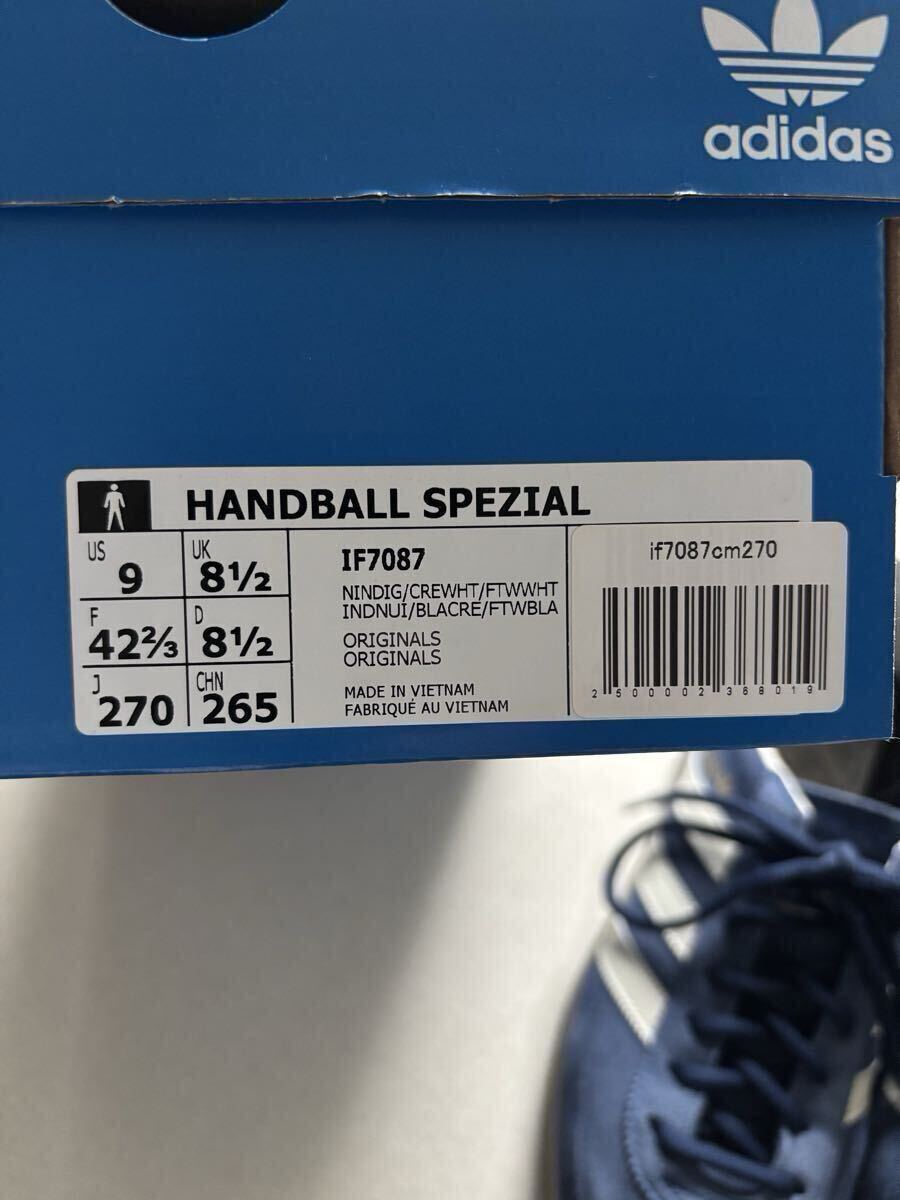 adidas
HANDBALL SPEZIAL
US 9
UK 8½
F 42⅔
D 8½
J 270
CHN 265
IF7087
NINDIG/CREWHT/FTWWHT
INDNUI/BLACRE/FTWBLA
ORIGINALS
ORIGINALS
MADE IN VIETNAM
FABRIQUÉ AU VIETNAM
if7087cm270
2500002368019